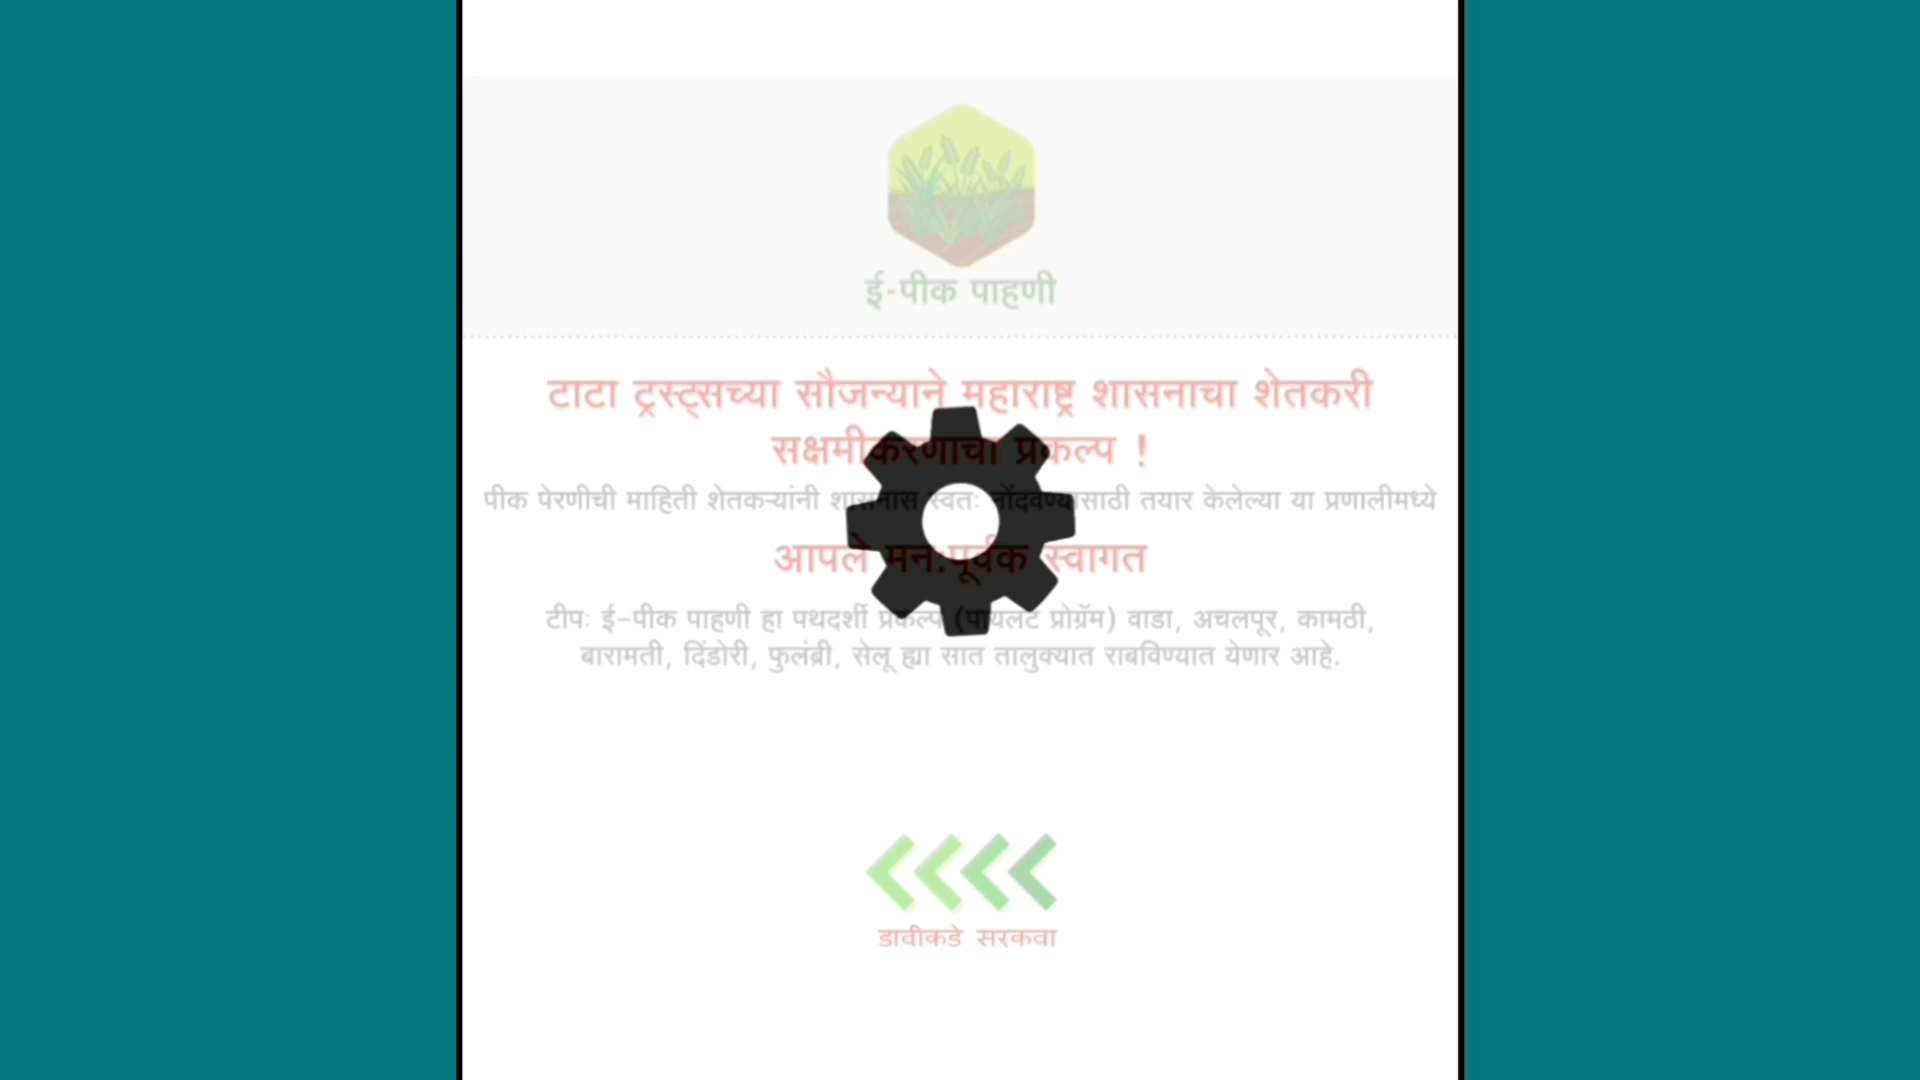 ई-पीक पाहणी
टाटा ट्रस्ट्सच्या सौजन्याने महाराष्ट्र शासनाचा शेतकरी
सक्षमीकरणाचा प्रकल्प !
पीक पेरणीची माहिती शेतकऱ्यांनी शासनास स्वतः नोंदवण्यासाठी तयार केलेल्या या प्रणालीमध्ये
आपले मन:पूर्वक स्वागत
टीपः ई-पीक पाहणी हा पथदर्शी प्रकल्प (पायलट प्रोग्रॅम) वाडा, अचलपूर, कामठी,
बारामती, दिंडोरी, फुलंब्री, सेलू ह्या सात तालुक्यात राबविण्यात येणार आहे.
डावीकडे सरकवा